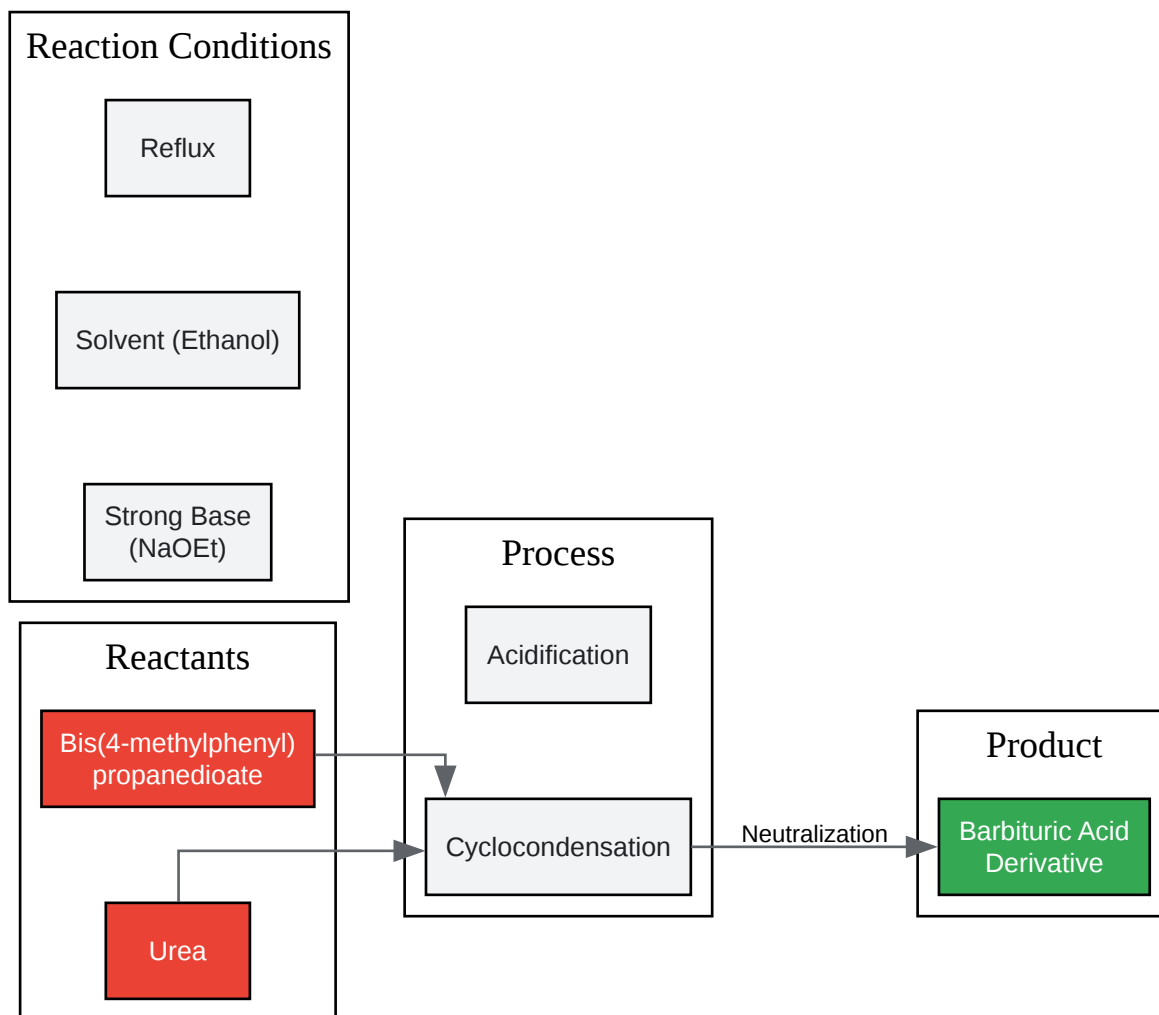 Reaction Conditions
Reflux
Solvent (Ethanol)
Strong Base
(NaOEt)
Reactants
Bis(4-methylphenyl)
propanedioate
Urea
Process
Acidification
Cyclocondensation
Neutralization
Product
Barbituric Acid
Derivative